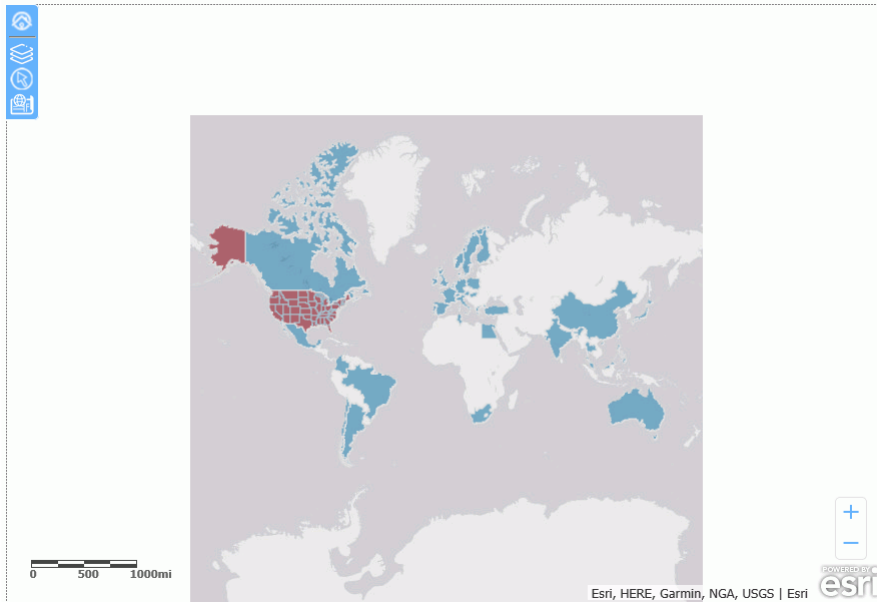 +
−
0 500 1000mi
POWERED BY
esri
Esri, HERE, Garmin, NGA, USGS | Esri